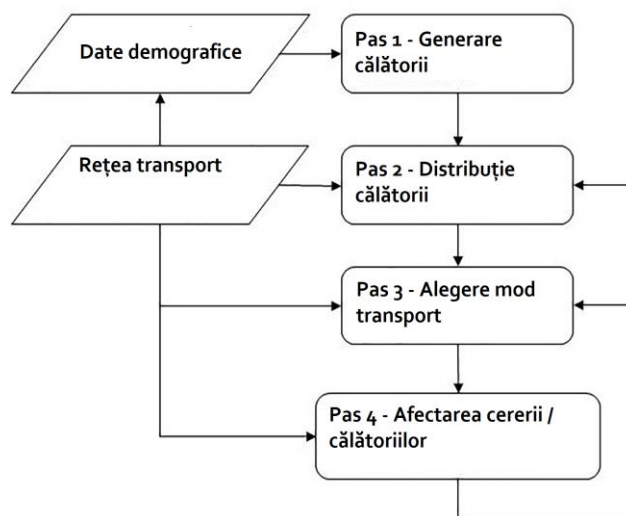 Date demografice
Pas 1 - Generare
călătorii
Rețea transport
Pas 2 - Distribuție
călătorii
Pas 3 - Alegere mod
transport
Pas 4 - Afectarea cererii /
călătoriilor